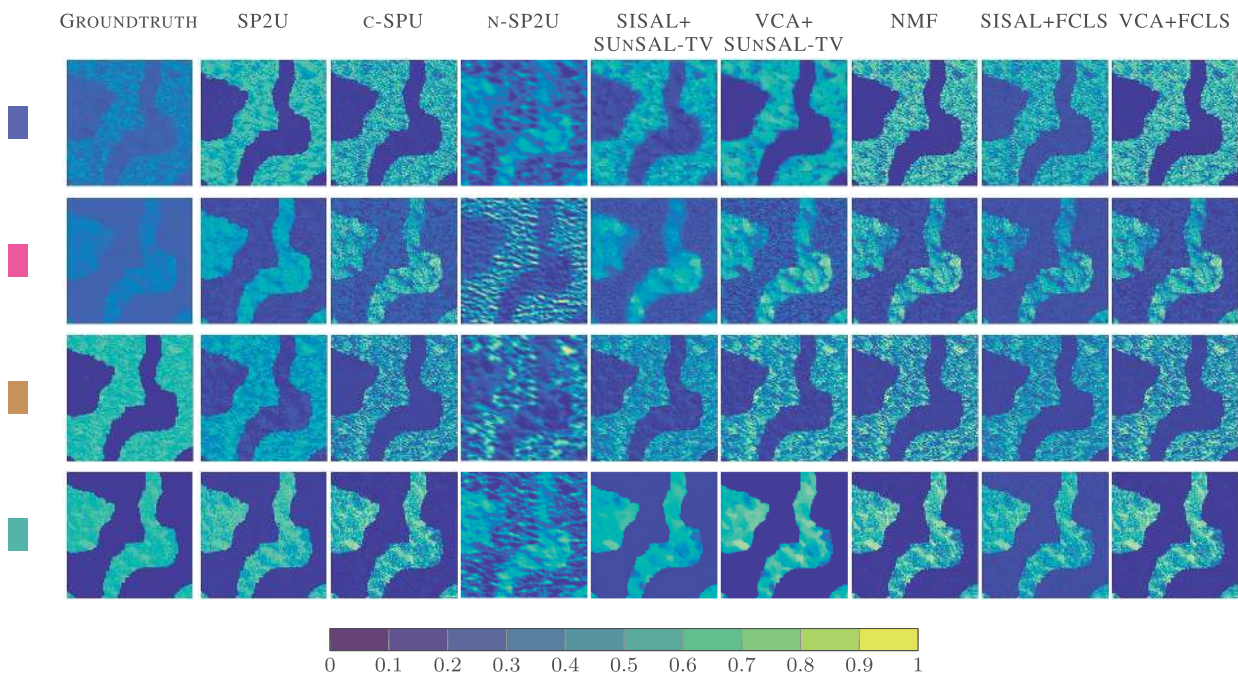 GROUNDTRUTH SP2U C-SPU N-SP2U SISAL+ VCA+ NMF SISAL+FCLS VCA+FCLS
SUNSAL-TV SUNSAL-TV
0 0.1 0.2 0.3 0.4 0.5 0.6 0.7 0.8 0.9 1